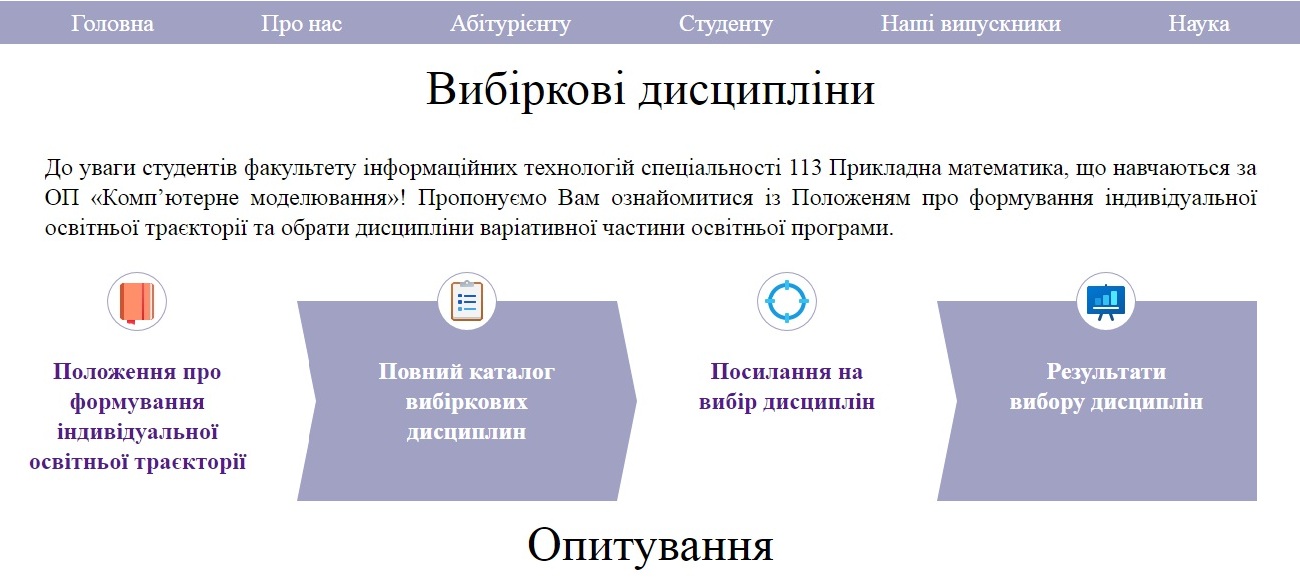 Головна Про нас Абітурієнту Студенту Наші випускники Наука
Вибіркові дисципліни
До уваги студентів факультету інформаційних технологій спеціальності 113 Прикладна математика, що навчаються за
ОП «Комп’ютерне моделювання»! Пропонуємо Вам ознайомитися із Положеням про формування індивідуальної
освітньої траєкторії та обрати дисципліни варіативної частини освітньої програми.
Положення про
формування
індивідуальної
освітньої траєкторії
Повний каталог
вибіркових
дисциплин
Посилання на
вибір дисциплін
Результати
вибору дисциплін
Опитування